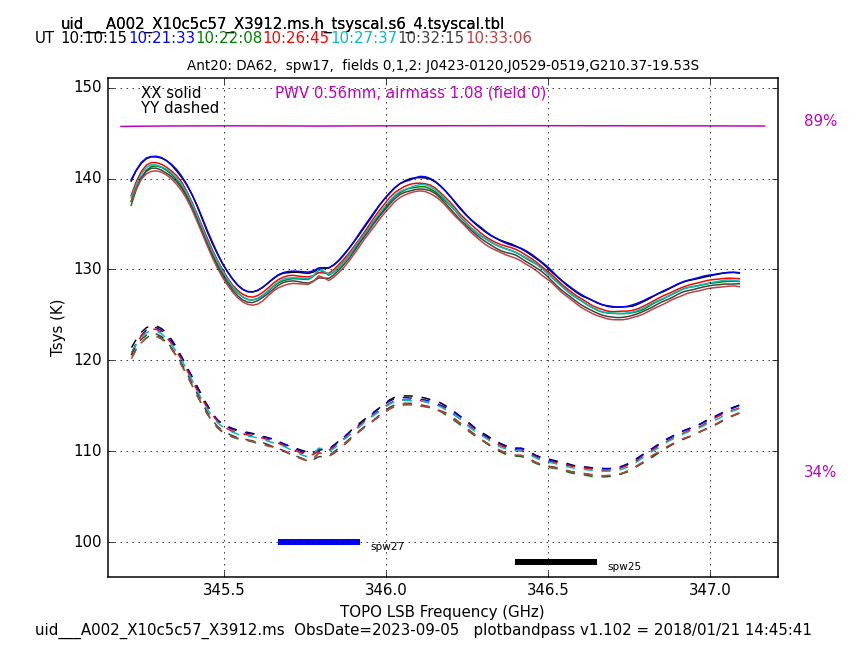 uid___A002_X10c5c57_X3912.ms.h_tsyscal.s6_4.tsyscal.tbl
UT 10:10:15 10:21:33 10:22:08 10:26:45 10:27:37 10:32:15 10:33:06
Ant20: DA62,  spw17,  fields 0,1,2: J0423-0120,J0529-0519,G210.37-19.53S
XX solid
PWV 0.56mm, airmass 1.08 (field 0)
YY dashed
89%
34%
150
140
130
120
110
100
Tsys (K)
spw27
spw25
345.5 346.0 346.5 347.0
TOPO LSB Frequency (GHz)
uid___A002_X10c5c57_X3912.ms  ObsDate=2023-09-05   plotbandpass v1.102 = 2018/01/21 14:45:41